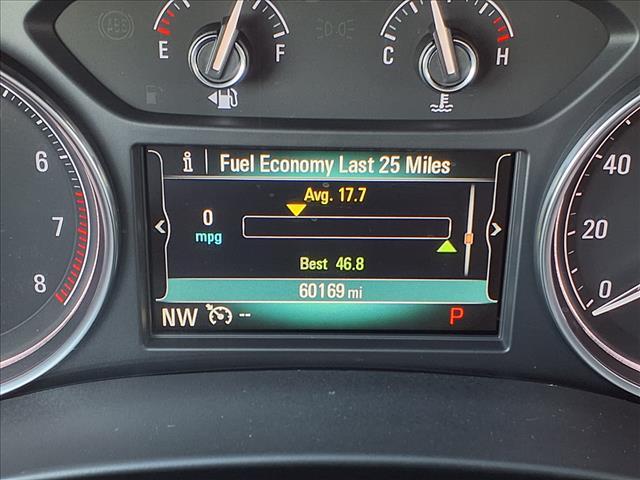 ABS
E F
C H
i Fuel Economy Last 25 Miles
Avg. 17.7
0
mpg
Best 46.8
60169 mi
NW -- P
6
7
8
40
20
0